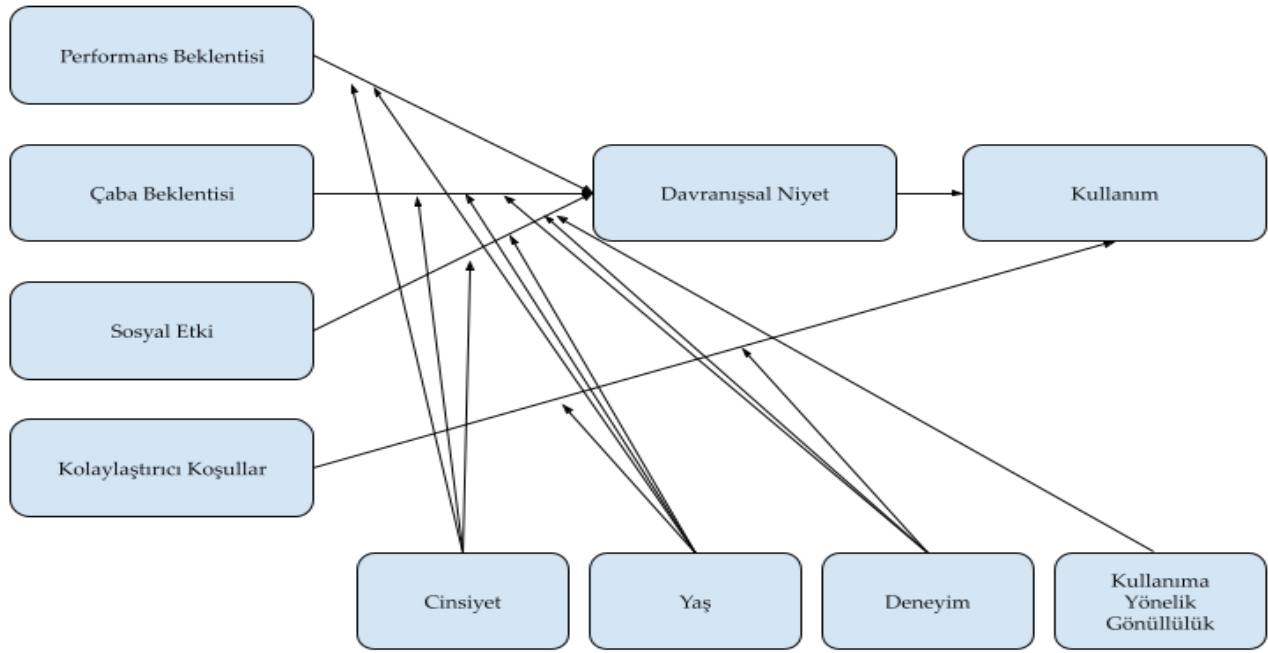 Performans Beklentisi
Çaba Beklentisi
Davranışsal Niyet
Kullanım
Sosyal Etki
Kolaylaştırıcı Koşullar
Cinsiyet
Yaş
Deneyim
Kullanıma
Yönelik
Gönüllülük